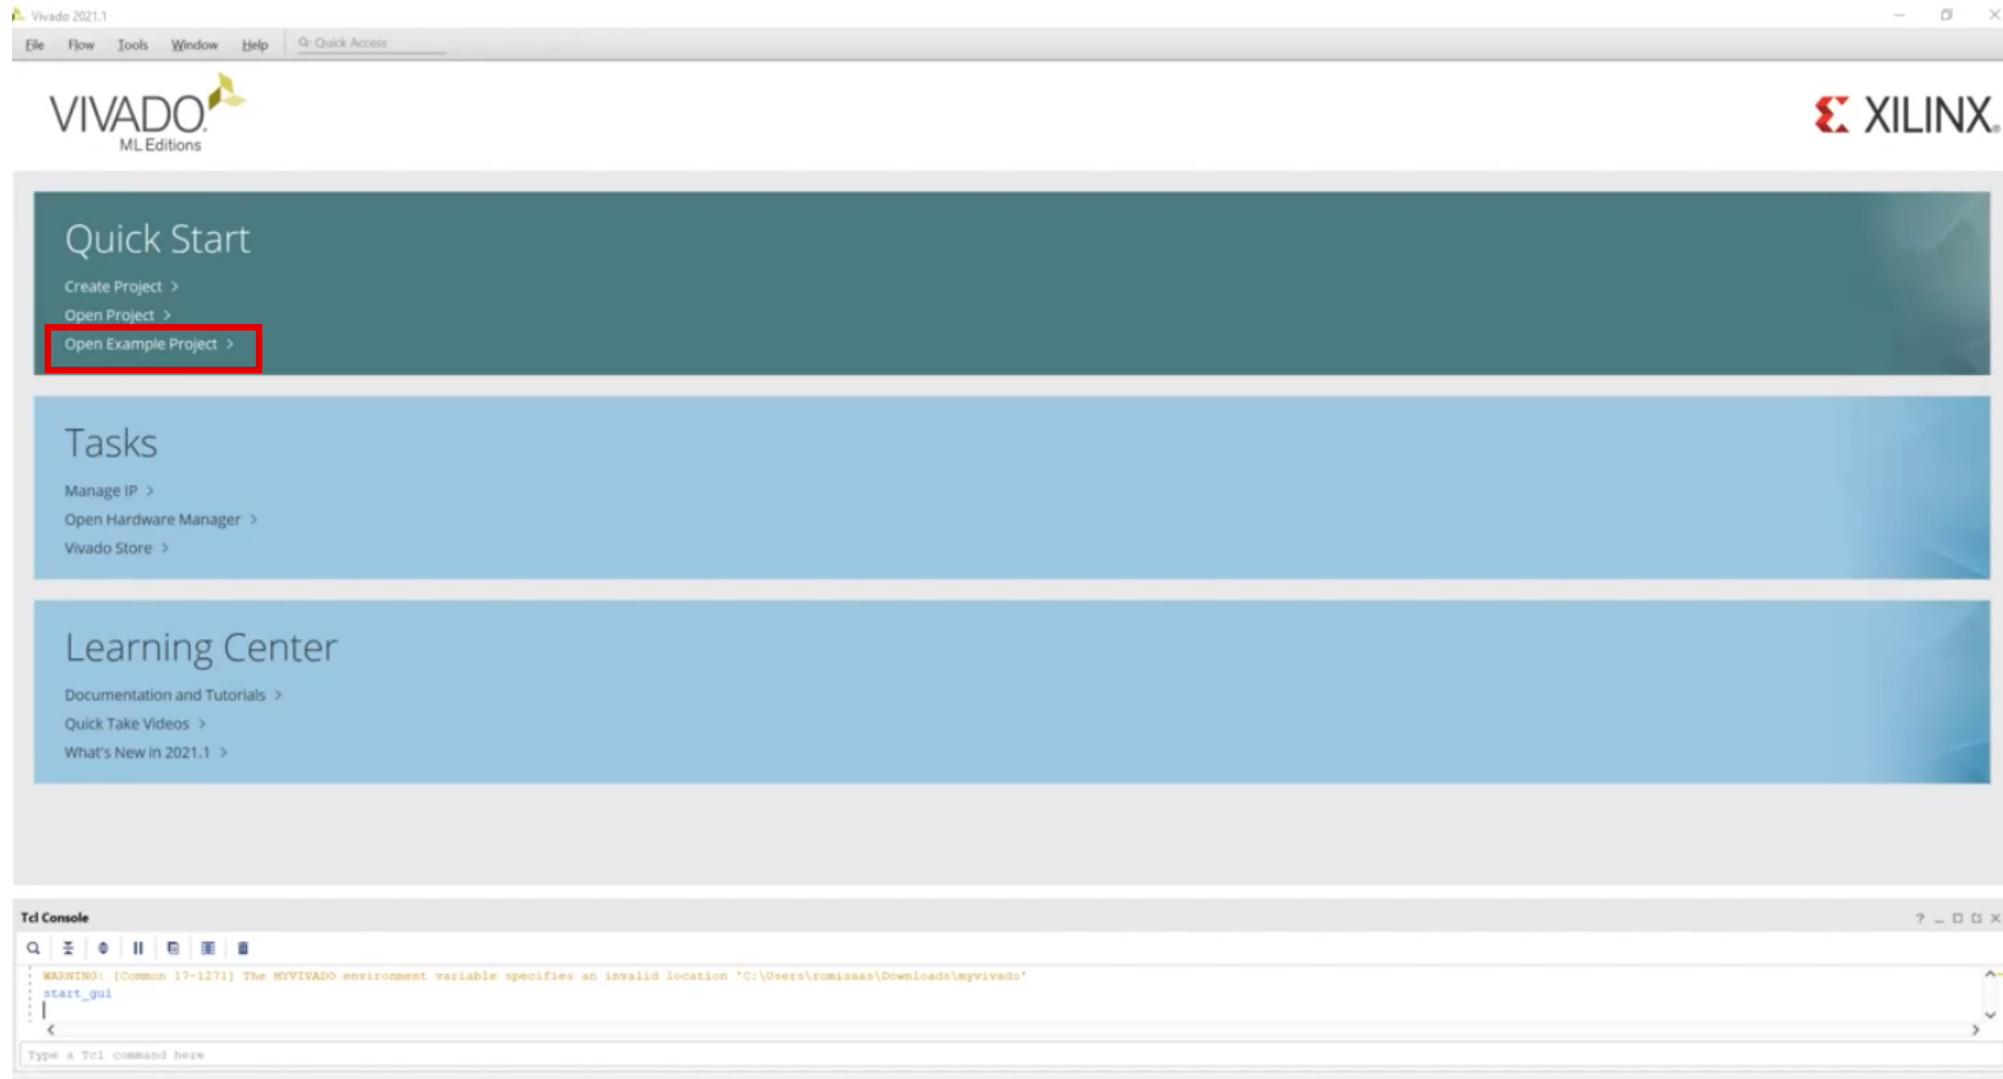 Vivado 2021.1
File Flow Tools Window Help Quick Access
VIVADO.
ML Editions
XILINX.
Quick Start
Create Project >
Open Project >
Open Example Project >
Tasks
Manage IP >
Open Hardware Manager >
Vivado Store >
Learning Center
Documentation and Tutorials >
Quick Take Videos >
What's New in 2021.1 >
Tcl Console
WARNING: [Common 17-1271] The MYVIVADO environment variable specifies an invalid location 'C:\Users\romisaas\Downloads\myvivado'
start_gui
Type a Tcl command here